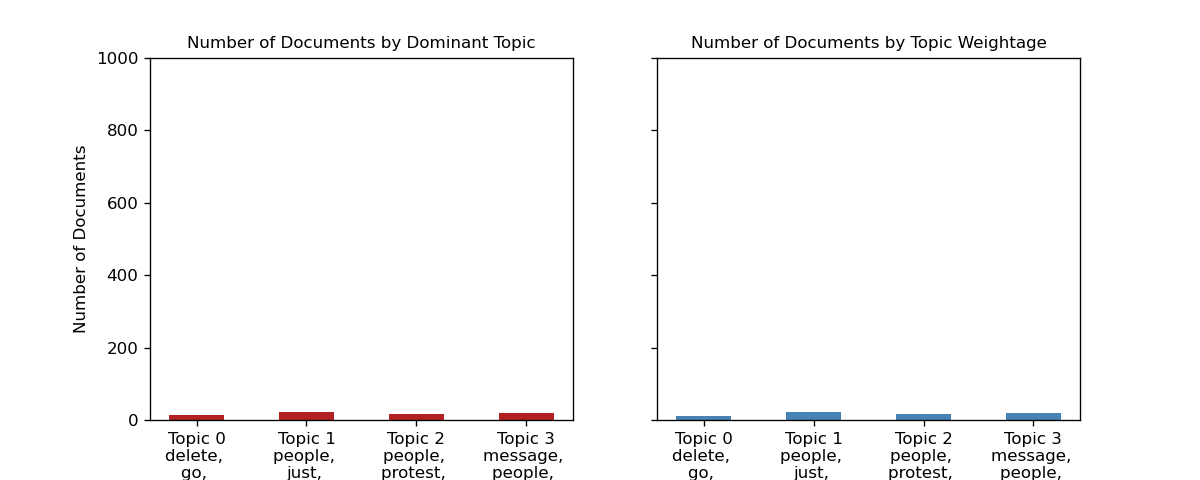 Number of Documents by Dominant Topic
1000
800
600
400
200
0
Number of Documents
Topic 0
delete,
go,
Topic 1
people,
just,
Topic 2
people,
protest,
Topic 3
message,
people,
Number of Documents by Topic Weightage
Topic 0
delete,
go,
Topic 1
people,
just,
Topic 2
people,
protest,
Topic 3
message,
people,